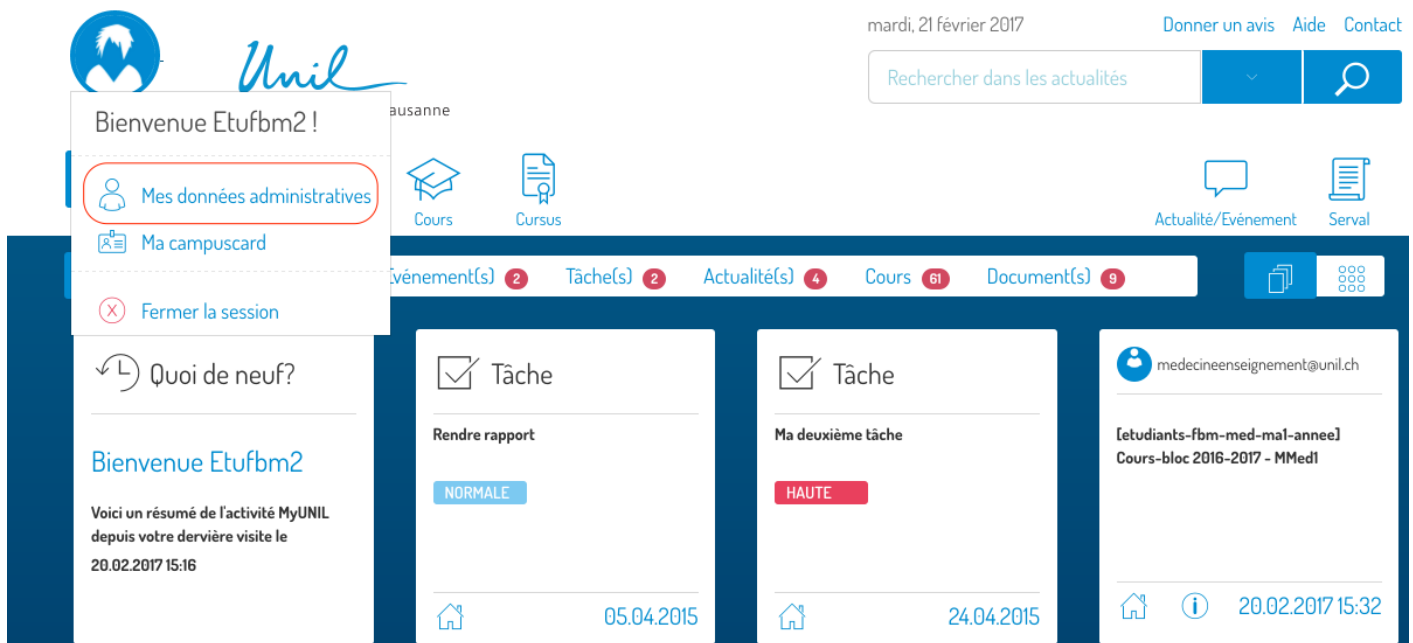 mardi, 21 février 2017
Donner un avis Aide Contact
Unil
Rechercher dans les actualités
ausanne
Bienvenue Etufbm2 !
Mes données administratives
Ma campuscard
Fermer la session
Cours
Cursus
Actualité/Evénement
Serval
Evénement(s) 2
Tâche(s) 2
Actualité(s) 4
Cours 61
Document(s) 9
Quoi de neuf?
Bienvenue Etufbm2
Voici un résumé de l'activité MyUNIL
depuis votre dervière visite le
20.02.2017 15:16
Tâche
Rendre rapport
NORMALE
05.04.2015
Tâche
Ma deuxième tâche
HAUTE
24.04.2015
medecineenseignement@unil.ch
[etudiants-fbm-med-ma1-annee]
Cours-bloc 2016-2017 - MMed1
20.02.2017 15:32